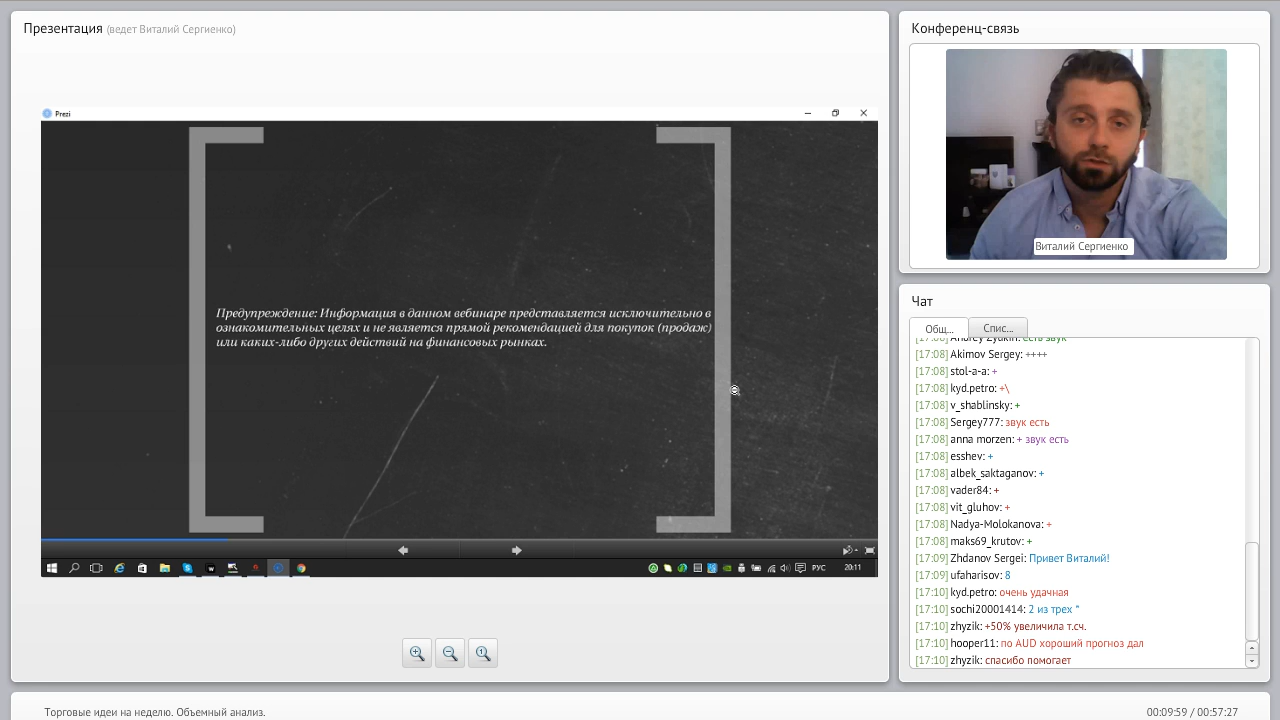 Презентация (ведет Виталий Сергиенко)
Prezi
Предупреждение: Информация в данном вебинаре представляется исключительно в
ознакомительных целях и не является прямой рекомендацией для покупок (продаж)
или каких-либо других действий на финансовых рынках.
РУС
20:11
Конференц-связь
Виталий Сергиенко
Чат
Общ...
Спис...
[17:08] Andrey Zyukin: есть звук
[17:08] Akimov Sergey: ++++
[17:08] stol-a-a: +
[17:08] kyd.petro: +\
[17:08] v_shablinsky: +
[17:08] Sergey777: звук есть
[17:08] anna morzen: + звук есть
[17:08] esshev: +
[17:08] albek_saktaganov: +
[17:08] vader84: +
[17:08] vit_gluhov: +
[17:08] Nadya-Molokanova: +
[17:08] maks69_krutov: +
[17:09] Zhdanov Sergei: Привет Виталий!
[17:09] ufaharisov: 8
[17:10] kyd.petro: очень удачная
[17:10] sochi20001414: 2 из трех *
[17:10] zhyzik: +50% увеличила т.сч.
[17:10] hooper11: по AUD хороший прогноз дал
[17:10] zhyzik: спасибо помогает
Торговые идеи на неделю. Объемный анализ.
00:09:59 / 00:57:27